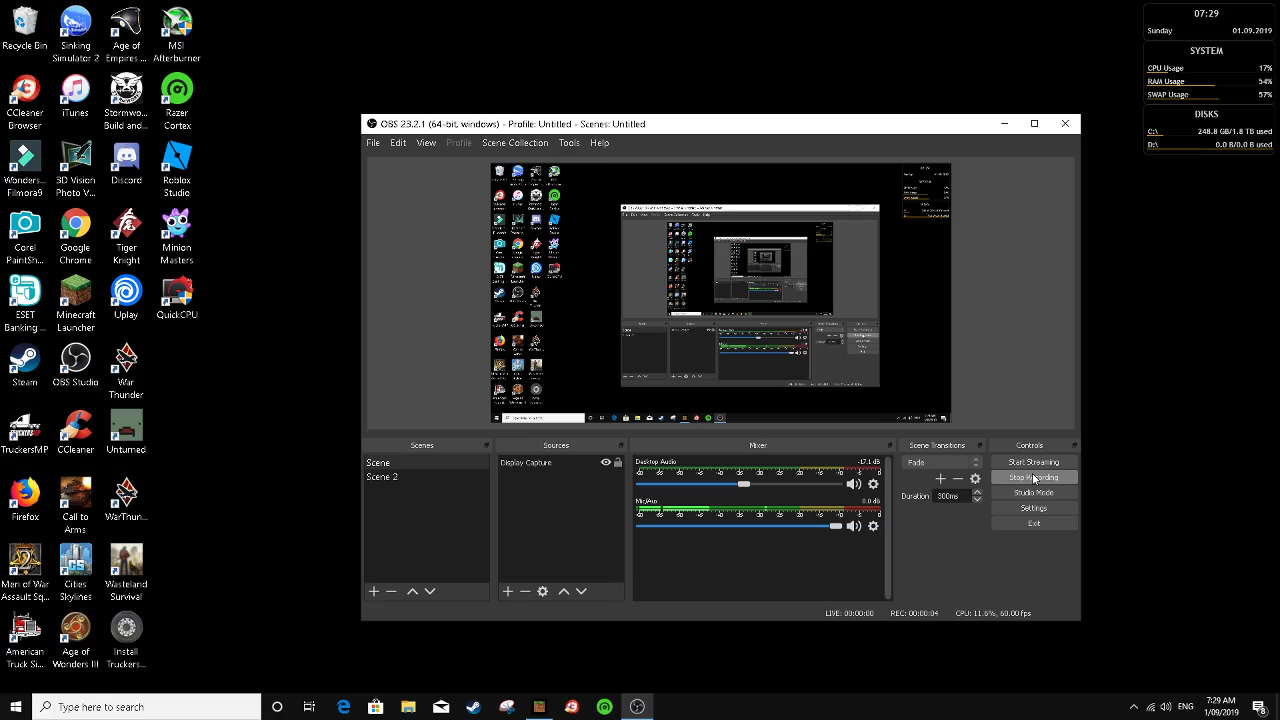 Recycle Bin
Sinking
Simulator 2
Age of
Empires ...
MSI
Afterburner
CCleaner
Browser
iTunes
Stormwo...
Build and...
Razer
Cortex
Wonders...
Filmora9
3D Vision
Photo V...
Discord
Roblox
Studio
Corel
PaintSh...
Google
Chrome
Tiger
Knight
Minion
Masters
ESET
Banking ...
Minecraft
Launcher
Uplay
QuickCPU
Steam
OBS Studio
War
Thunder
TruckersMP
CCleaner
Unturned
Firefox
Call to
Arms
WarThun...
Men of War
Assault Sq...
Cities
Skylines
Wasteland
Survival
American
Truck Si...
Age of
Wonders III
Install
Truckers...
07:29
Sunday 01.09.2019
SYSTEM
CPU Usage 17%
RAM Usage 54%
SWAP Usage 57%
DISKS
C:\ 248.8 GB/1.8 TB used
D:\ 0.0 B/0.0 B used
OBS 23.2.1 (64-bit, windows) - Profile: Untitled - Scenes: Untitled
File Edit View Profile Scene Collection Tools Help
Scenes
Scene
Scene 2
Sources
Display Capture
Mixer
Desktop Audio -17.1 dB
Mic/Aux 0.0 dB
Scene Transitions
Fade
Duration 300ms
Controls
Start Streaming
Stop Recording
Studio Mode
Settings
Exit
LIVE: 00:00:00 REC: 00:00:04 CPU: 11.6%, 60.00 fps
Type here to search
ENG
7:29 AM
1/09/2019